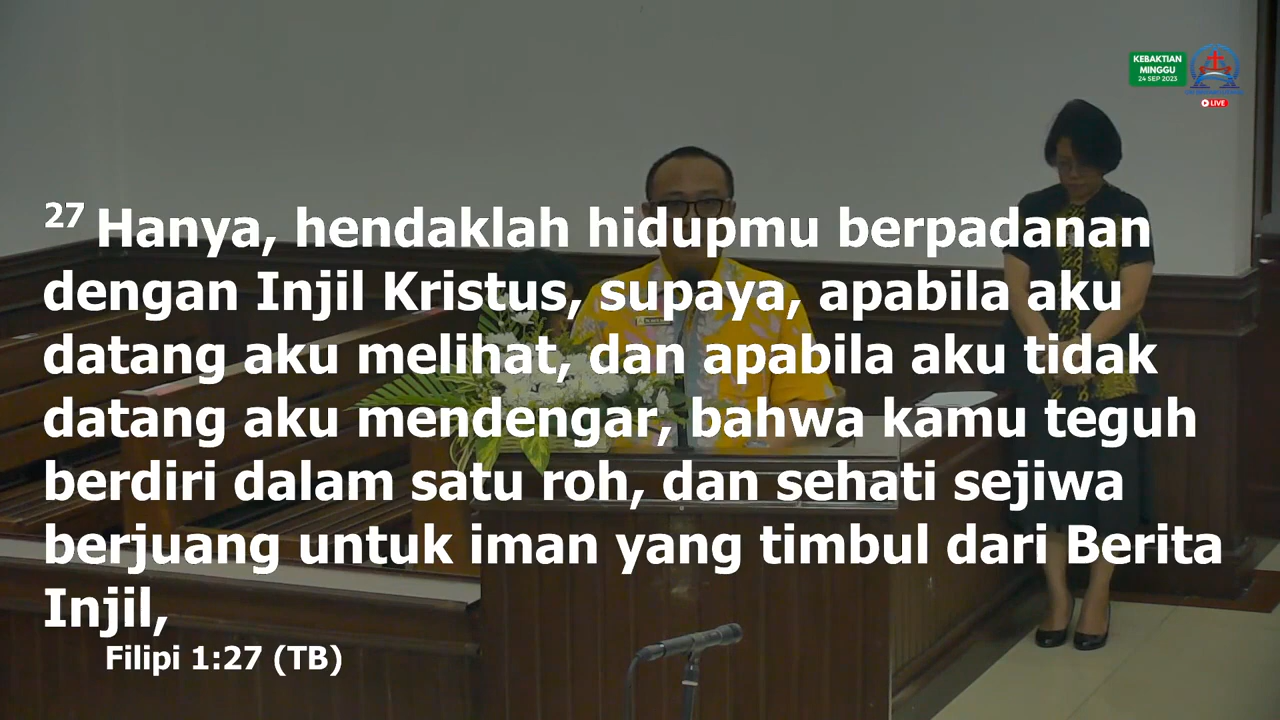 KEBAKTIAN
MINGGU
24 SEP 2023
LIVE
27 Hanya, hendaklah hidupmu berpadanan
dengan Injil Kristus, supaya, apabila aku
datang aku melihat, dan apabila aku tidak
datang aku mendengar, bahwa kamu teguh
berdiri dalam satu roh, dan sehati sejiwa
berjuang untuk iman yang timbul dari Berita
Injil,
Filipi 1:27 (TB)